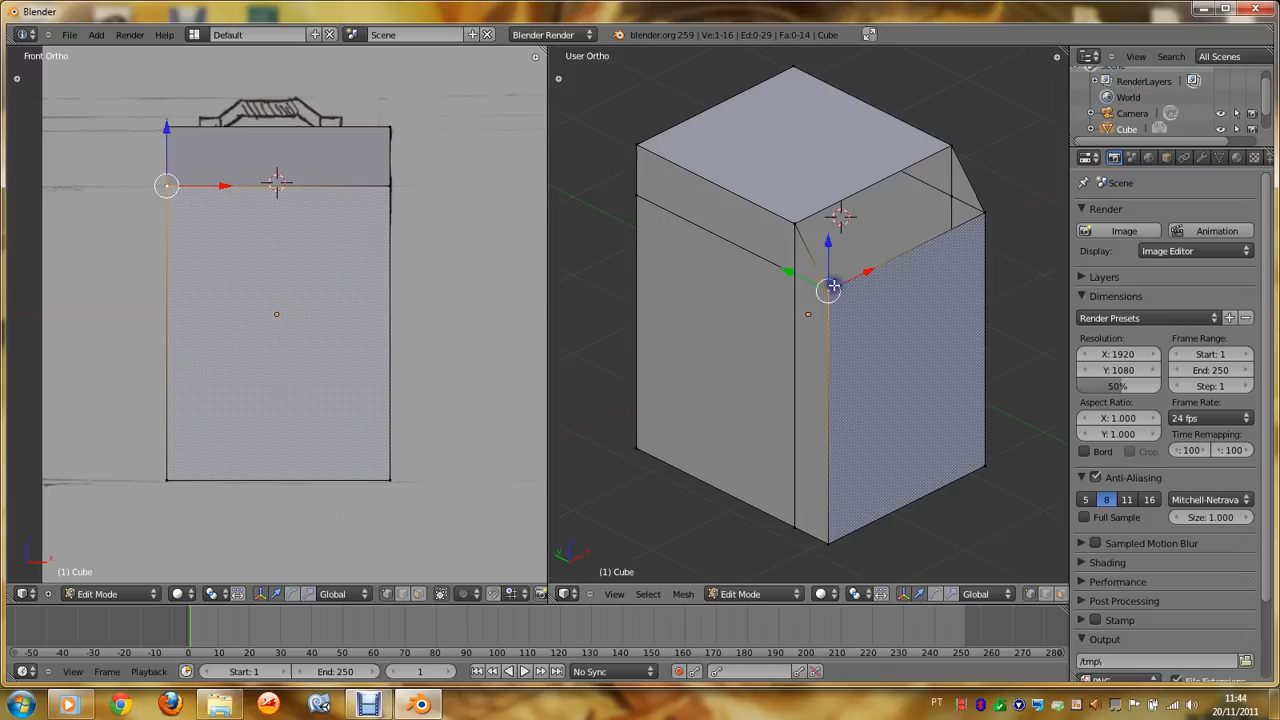 Blender
File Add Render Help Default Scene Blender Render blender.org 259 | Ve:1-16 | Ed:0-29 | Fa:0-14 | Cube
Front Ortho
User Ortho
View Search All Scenes
Scene
RenderLayers
World
Camera
Cube
Scene
Render
Image Animation
Display: Image Editor
Layers
Dimensions
Render Presets
Resolution: Frame Range:
X: 1920 Start: 1
Y: 1080 End: 250
50% Step: 1
Aspect Ratio: Frame Rate:
X: 1.000 24 fps
Y: 1.000 Time Remapping:
Bord Crop : 100 : 100
Anti-Aliasing
5 8 11 16 Mitchell-Netrava
Full Sample Size: 1.000
Sampled Motion Blur
Shading
Performance
Post Processing
Stamp
Output
/tmp\
PNG File Extensions
x
y x
(1) Cube
(1) Cube
Edit Mode Global
View Select Mesh Edit Mode Global
-50 -40 -30 -20 -10 0 10 20 30 40 50 60 70 80 90 100 110 120 130 140 150 160 170 180 190 200 210 220 230 240 250 260 270 280
View Frame Playback Start: 1 End: 250 1 No Sync
PT
11:44
20/11/2011